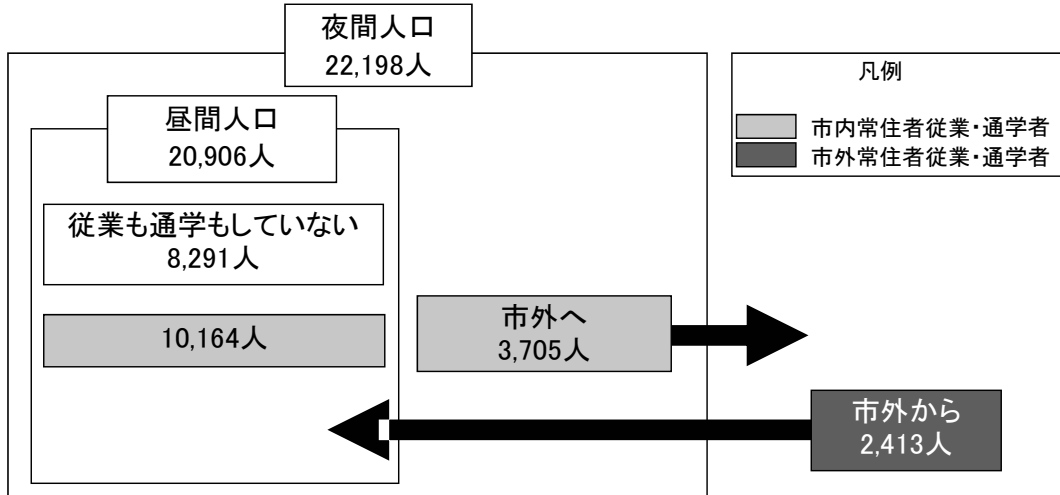 夜間人口
22,198人
凡例
市内常住者従業・通学者
市外常住者従業・通学者
昼間人口
20,906人
従業も通学もしていない
8,291人
10,164人
市外へ
3,705人
市外から
2,413人